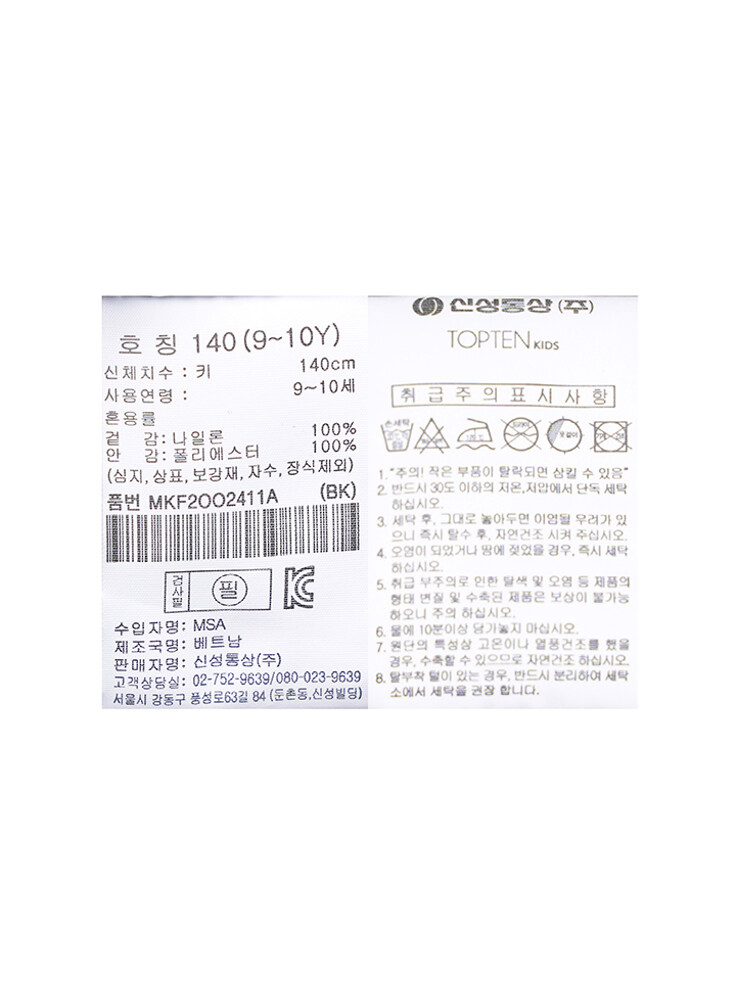 호 칭 140 (9~10Y)
신체치수 : 키 140cm
사용연령 : 9~10세
혼용률
겉 감 : 나일론 100%
안 감 : 폴리에스터 100%
(심지, 상표, 보강재, 자수, 장식제외)
품번 MKF2OO2411A (BK)
검사필 필
수입자명: MSA
제조국명: 베트남
판매자명: 신성통상(주)
고객상담실: 02-752-9639/080-023-9639
서울시 강동구 풍성로63길 84 (둔촌동,신성빌딩)
신성통상 (주)
TOPTEN KIDS
취급주의표시사항
손세탁 드라이 옷걸이
1. "주의! 작은 부품이 탈락되면 삼킬 수 있음"
2. 반드시 30도 이하의 저온,저압에서 단독 세탁
하십시오.
3. 세탁 후, 그대로 놓아두면 이염될 우려가 있
으니 즉시 탈수 후, 자연건조 시켜 주십시오.
4. 오염이 되었거나 땀에 젖었을 경우, 즉시 세탁
하십시오.
5. 취급 부주의로 인한 탈색 및 오염 등 제품의
형태 변질 및 수축된 제품은 보상이 불가능
하오니 주의 하십시오.
6. 물에 10분이상 담가놓지 마십시오.
7. 원단의 특성상 고온이나 열풍건조를 했을
경우, 수축할 수 있으므로 자연건조 하십시오.
8. 탈부착 털이 있는 경우, 반드시 분리하여 세탁
소에서 세탁을 권장 합니다.